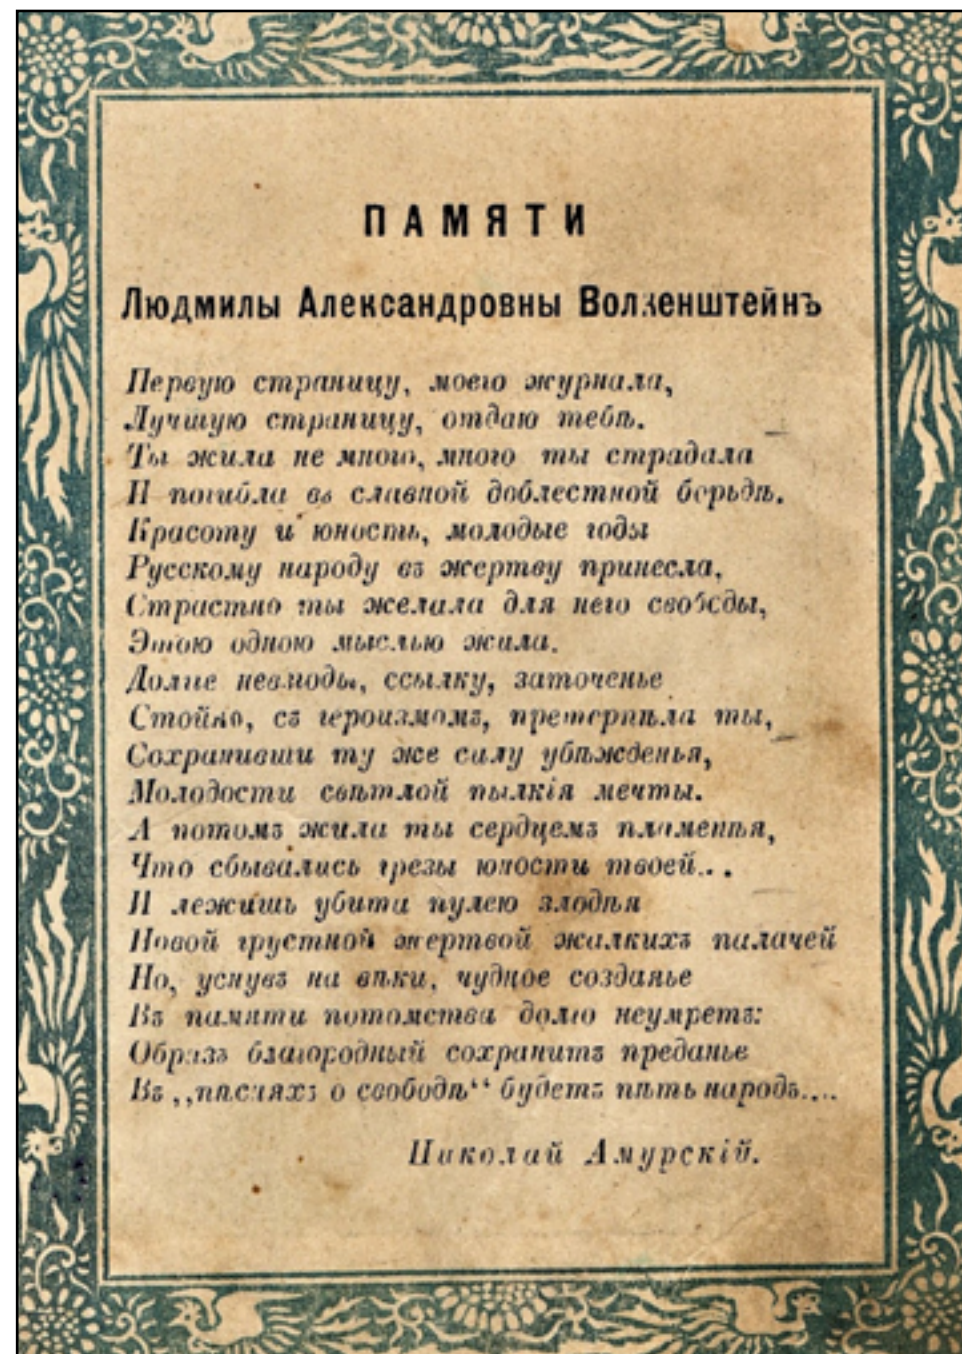 ПАМЯТИ
Людмилы Александровны Волкенштейнъ
Первую страницу, моего журнала,
Лучшую страницу, отдаю тебѣ.
Ты жила не много, много ты страдала
И погибла въ славной доблестной борьдѣ.
Красоту и юность, молодые годы
Русскому народу въ жертву принесла,
Страстно ты желала для него свободы,
Этою одною мыслью жила.
Долгие невзгоды, ссылку, заточенье
Стойко, съ героизмомъ, претерпѣла ты,
Сохранивши ту же силу убѣжденья,
Молодости свѣтлой пылкія мечты.
А потомъ жила ты сердцемъ пламенѣя,
Что сбывались грезы юности твоей...
И лежишь убита пулею злодѣя
Новой грустной жертвой жалкихъ палачей
Но, уснувъ на вѣки, чудное созданье
Въ памяти потомства долго неумретъ:
Образъ благородный сохранитъ преданье
Въ „пѣсняхъ о свободѣ“ будетъ пѣть народъ....
Николай Амурскій.